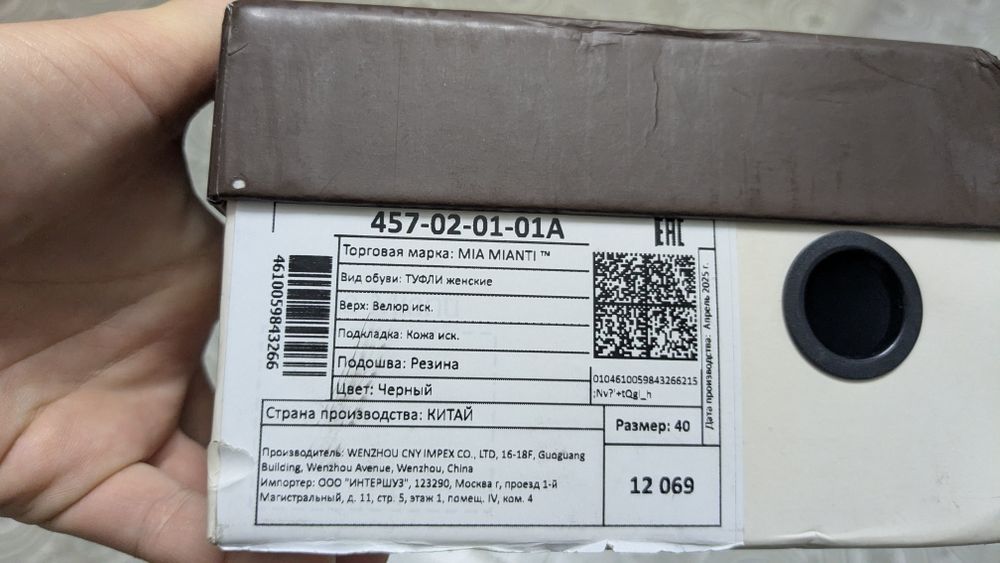 457-02-01-01A
EAC
Торговая марка: MIA MIANTI ™
Вид обуви: ТУФЛИ женские
Верх: Велюр иск.
Подкладка: Кожа иск.
Подошва: Резина
Цвет: Черный
4610059843266
0104610059843266215
;Nv?'+tQgi_h
Дата производства: Апрель 2025 г.
Страна производства: КИТАЙ
Размер: 40
Производитель: WENZHOU CNY IMPEX CO., LTD, 16-18F, Guoguang
Building, Wenzhou Avenue, Wenzhou, China
Импортер: ООО "ИНТЕРШУЗ", 123290, Москва г, проезд 1-й
Магистральный, д. 11, стр. 5, этаж 1, помещ. IV, ком. 4
12 069